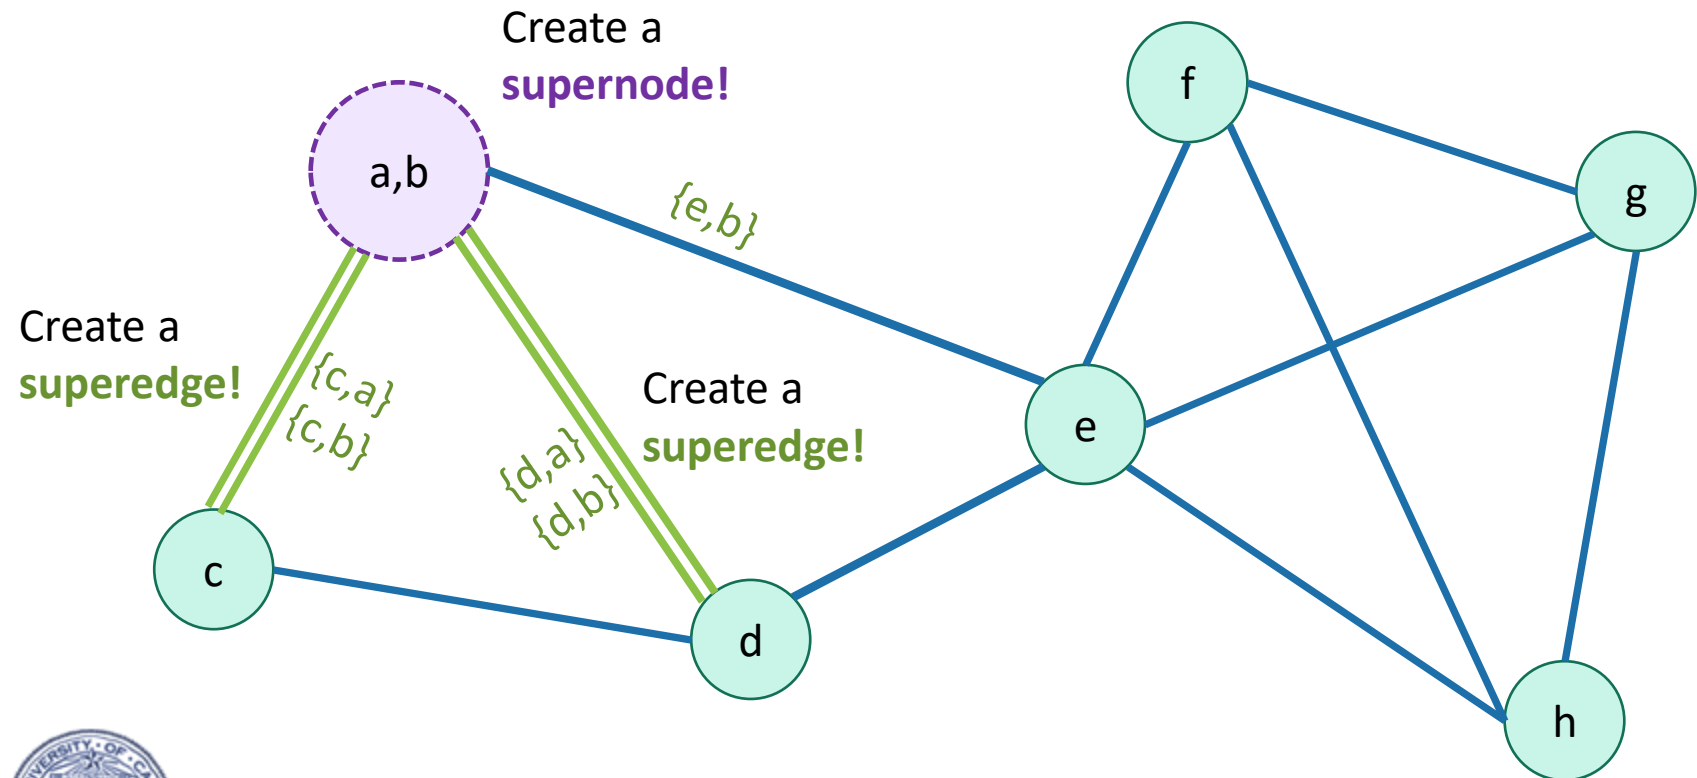 Create a
supernode!
f
a,b
g
{e,b}
Create a
superedge!
{c,a}
{c,b}
Create a
superedge!
{d,a}
{d,b}
e
c
d
h